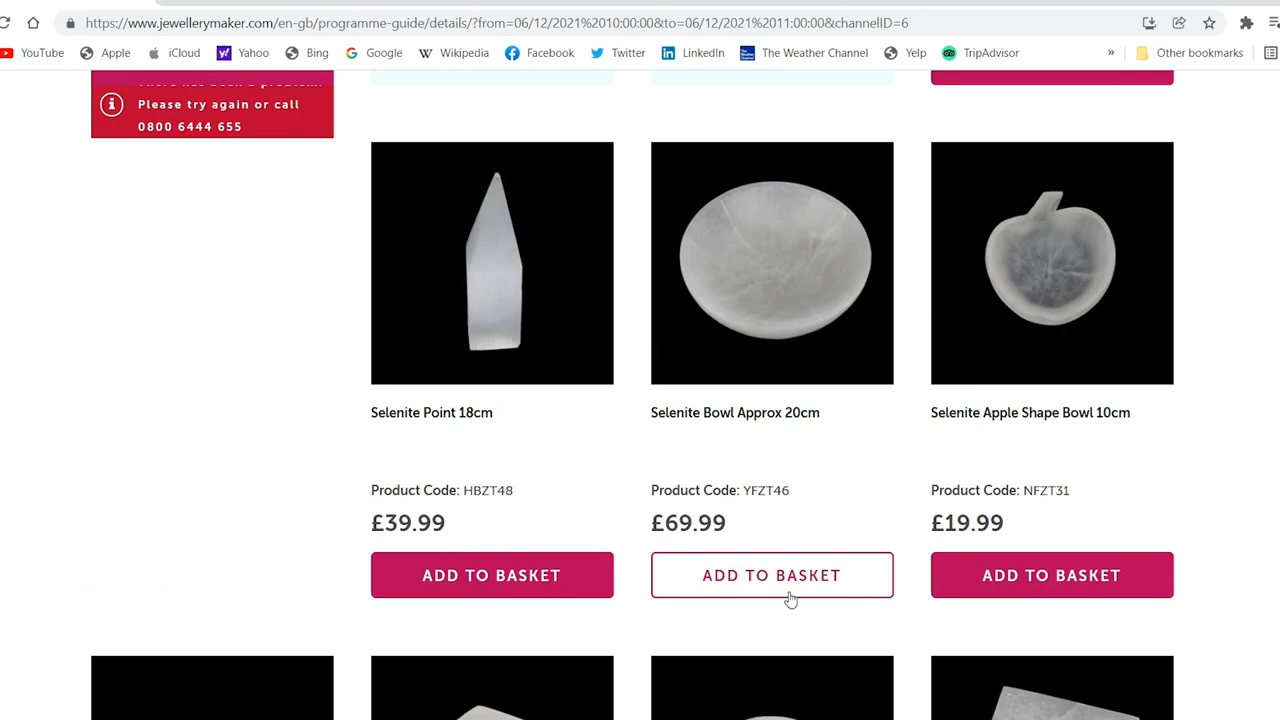 https://www.jewellerymaker.com/en-gb/programme-guide/details/?from=06/12/2021%2010:00:00&to=06/12/2021%2011:00:00&channelID=6
YouTube Apple iCloud Yahoo Bing Google Wikipedia Facebook Twitter LinkedIn The Weather Channel Yelp TripAdvisor » Other bookmarks
Please try again or call
0800 6444 655
Selenite Point 18cm
Product Code: HBZT48
£39.99
ADD TO BASKET
Selenite Bowl Approx 20cm
Product Code: YFZT46
£69.99
ADD TO BASKET
Selenite Apple Shape Bowl 10cm
Product Code: NFZT31
£19.99
ADD TO BASKET